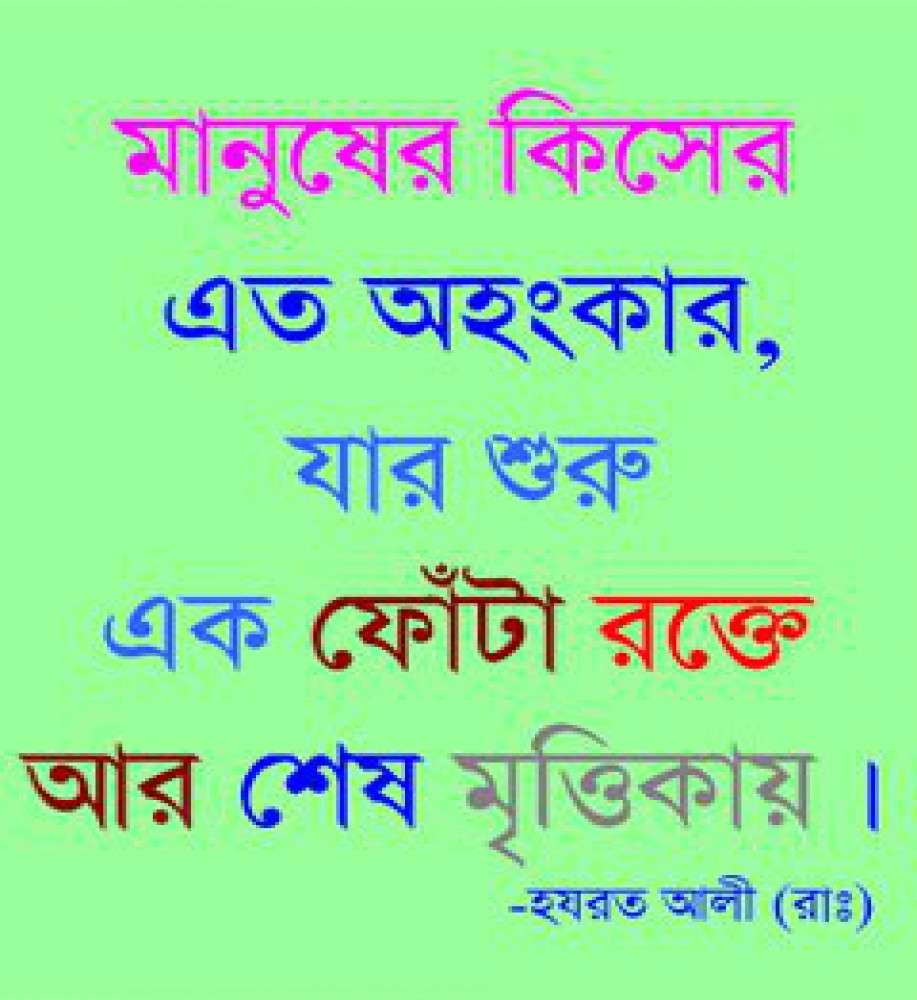 মানুষের কিসের
এত অহংকার,
যার শুরু
এক ফোঁটা রক্তে
আর শেষ মৃত্তিকায় ।
-হযরত আলী (রাঃ)